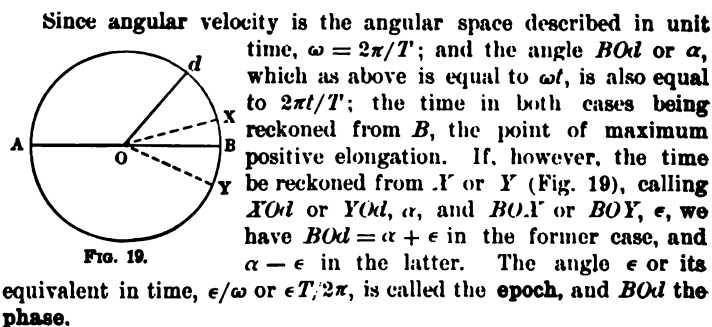 Since angular velocity is the angular space described in unit
time, ω = 2π/T; and the angle BOd or α,
which as above is equal to ωt, is also equal
to 2πt/T; the time in both cases being
reckoned from B, the point of maximum
positive elongation. If, however, the time
be reckoned from X or Y (Fig. 19), calling
XOd or YOd, α, and BOX or BOY, ϵ, we
have BOd = α + ϵ in the former case, and
α − ϵ in the latter. The angle ϵ or its
equivalent in time, ϵ/ω or ϵT/2π, is called the epoch, and BOd the
phase.
d
X
A
O
B
Y
FIG. 19.